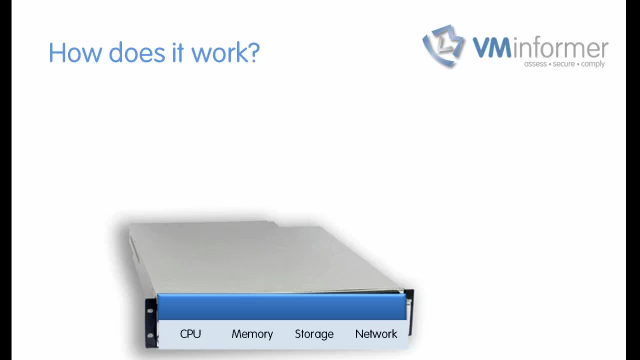 How does it work?
VMinformer
assess • secure • comply
CPU Memory Storage Network